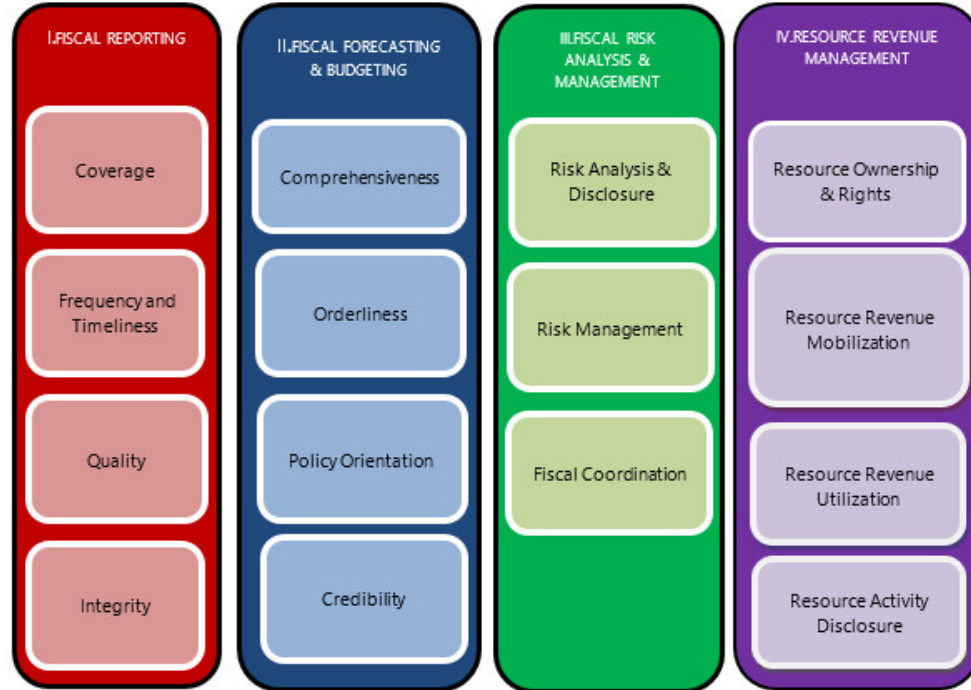 I.FISCAL REPORTING
Coverage
Frequency and
Timeliness
Quality
Integrity
II.FISCAL FORECASTING
& BUDGETING
Comprehensiveness
Orderliness
Policy Orientation
Credibility
III.FISCAL RISK
ANALYSIS &
MANAGEMENT
Risk Analysis &
Disclosure
Risk Management
Fiscal Coordination
IV.RESOURCE REVENUE
MANAGEMENT
Resource Ownership
& Rights
Resource Revenue
Mobilization
Resource Revenue
Utilization
Resource Activity
Disclosure